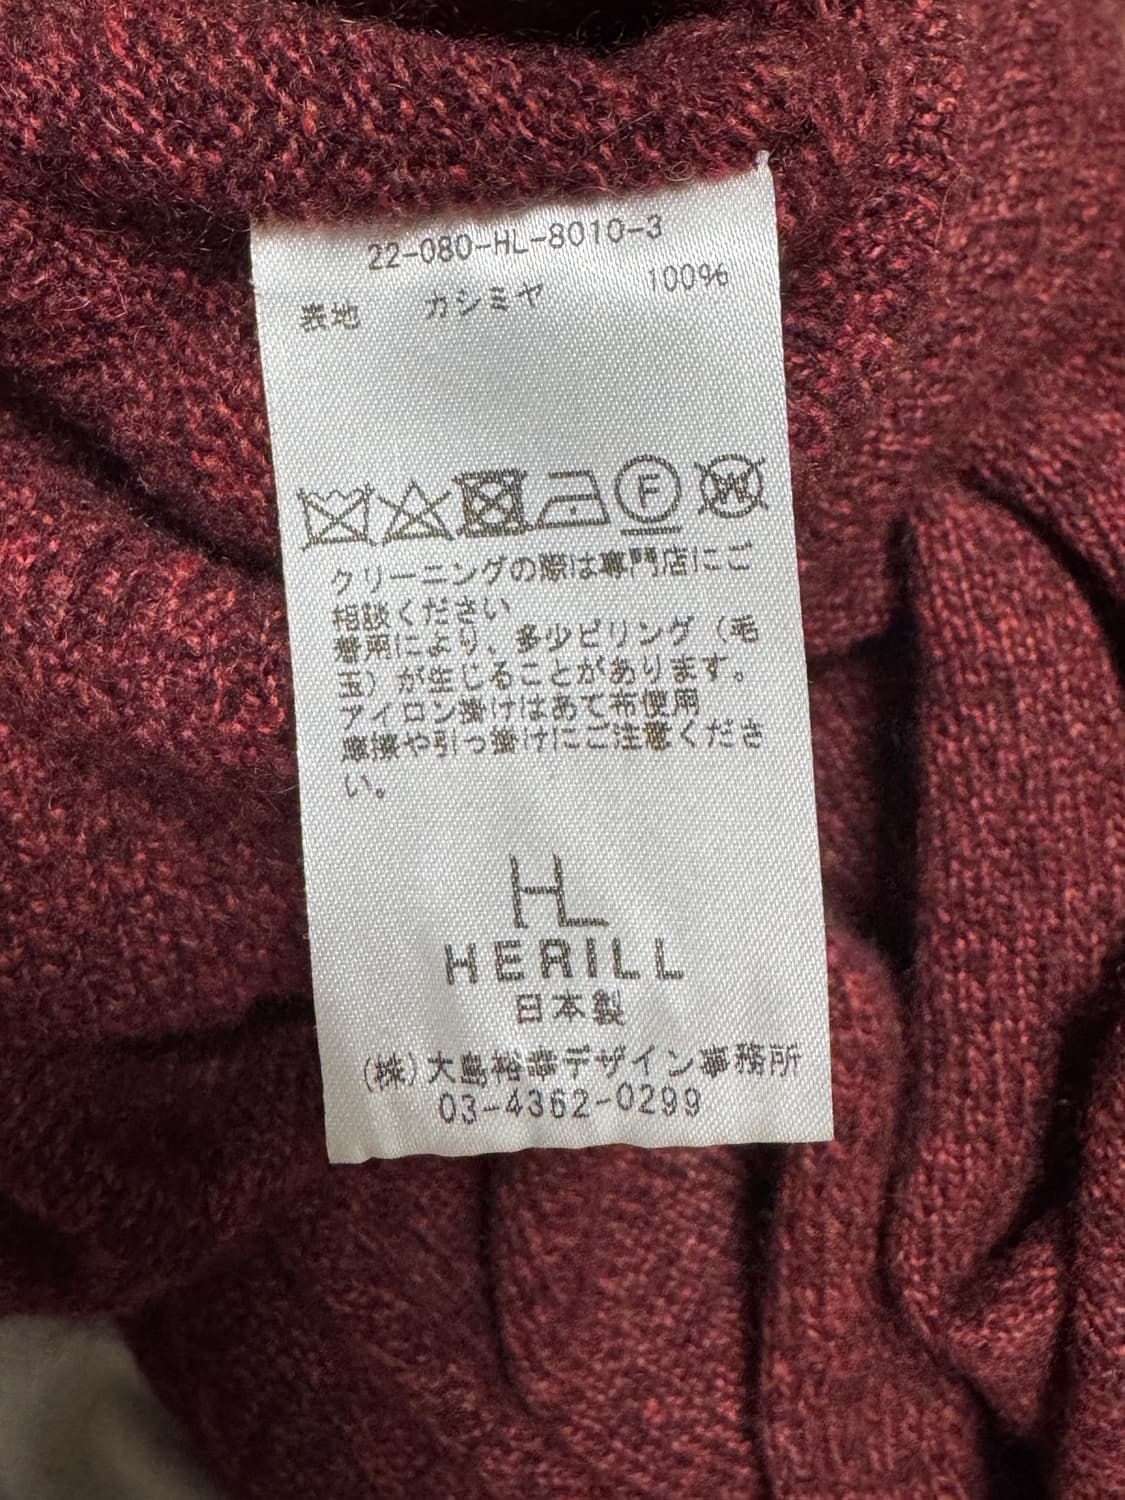 22-080-HL-8010-3
表地 カシミヤ 100%
F W
クリーニングの際は専門店にご
相談ください
着用により、多少ピリング（毛
玉）が生じることがあります。
アイロン掛けはあて布使用
摩擦や引っ掛けにご注意くださ
い。
HL
HERILL
日本製
(株)大島裕幸デザイン事務所
03-4362-0299